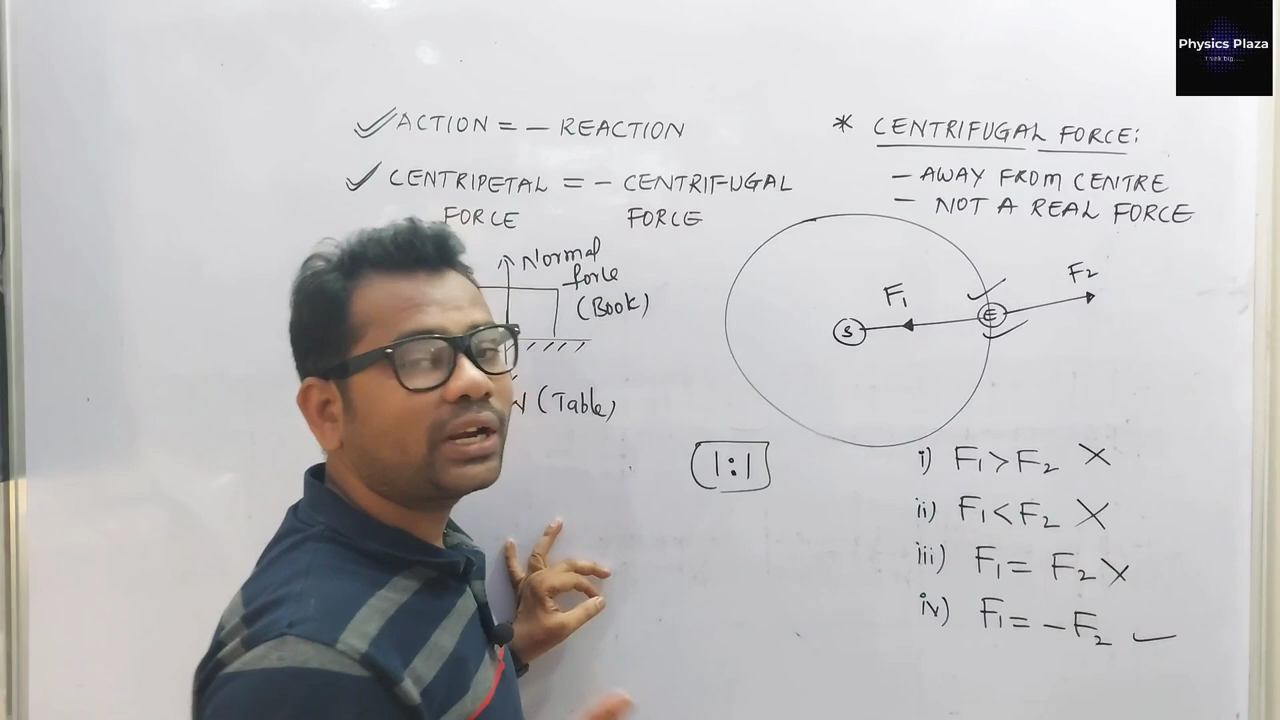 Physics Plaza
ACTION = - REACTION
CENTRIPETAL = - CENTRIFUGAL
FORCE FORCE
Normal
force
(Book)
(Table)
* CENTRIFUGAL FORCE:
- AWAY FROM CENTRE
- NOT A REAL FORCE
F₁
F₂
S
E
1:1
i) F₁ > F₂ X
ii) F₁ < F₂ X
iii) F₁ = F₂ X
iv) F₁ = - F₂ ✓